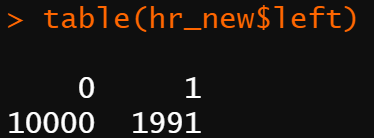 > table(hr_new$left)
0 1
10000 1991